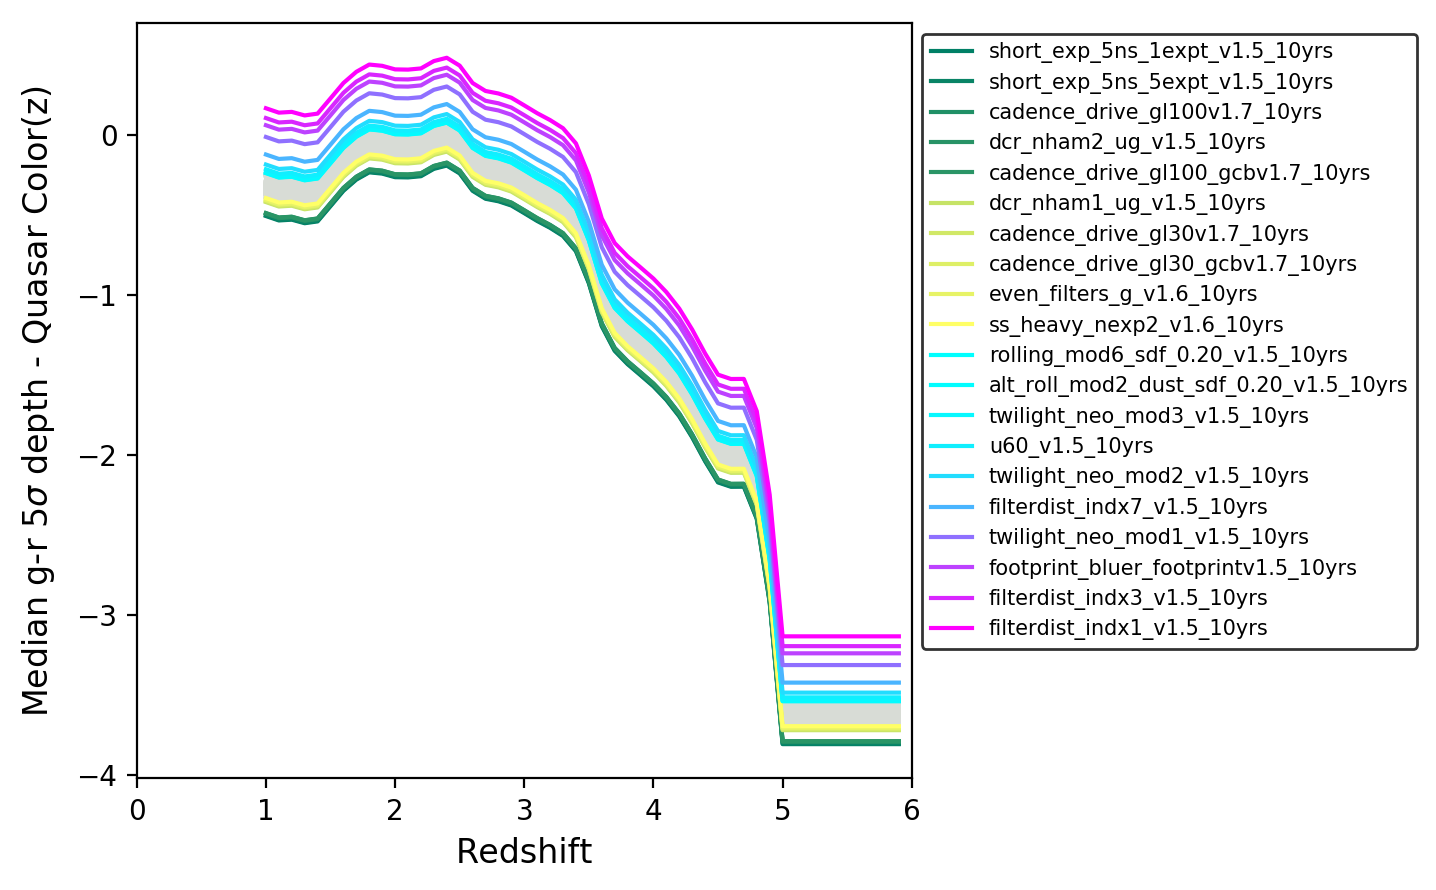 Median g-r 5σ depth - Quasar Color(z)
0
−1
−2
−3
−4
0 1 2 3 4 5 6
Redshift
short_exp_5ns_1expt_v1.5_10yrs
short_exp_5ns_5expt_v1.5_10yrs
cadence_drive_gl100v1.7_10yrs
dcr_nham2_ug_v1.5_10yrs
cadence_drive_gl100_gcbv1.7_10yrs
dcr_nham1_ug_v1.5_10yrs
cadence_drive_gl30v1.7_10yrs
cadence_drive_gl30_gcbv1.7_10yrs
even_filters_g_v1.6_10yrs
ss_heavy_nexp2_v1.6_10yrs
rolling_mod6_sdf_0.20_v1.5_10yrs
alt_roll_mod2_dust_sdf_0.20_v1.5_10yrs
twilight_neo_mod3_v1.5_10yrs
u60_v1.5_10yrs
twilight_neo_mod2_v1.5_10yrs
filterdist_indx7_v1.5_10yrs
twilight_neo_mod1_v1.5_10yrs
footprint_bluer_footprintv1.5_10yrs
filterdist_indx3_v1.5_10yrs
filterdist_indx1_v1.5_10yrs